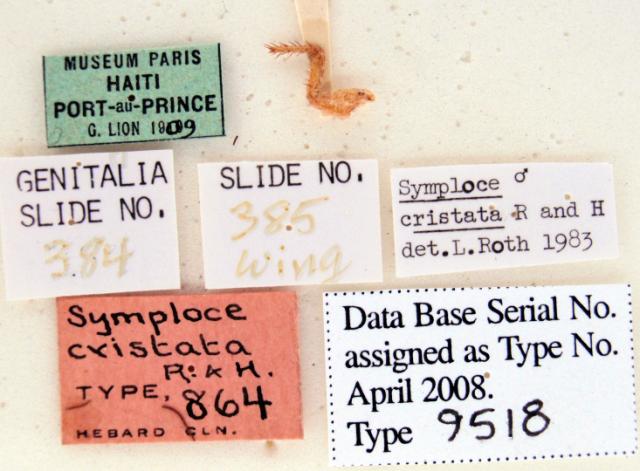 MUSEUM PARIS
HAITI
PORT-au-PRINCE
G. LION 1909
GENITALIA
SLIDE NO.
384
SLIDE NO.
385
wing
Symploce ♂
cristata R and H
det.L.Roth 1983
Symploce
cristata
R. & H.
TYPE, 864
HEBARD CLN.
Data Base Serial No.
assigned as Type No.
April 2008.
Type 9518